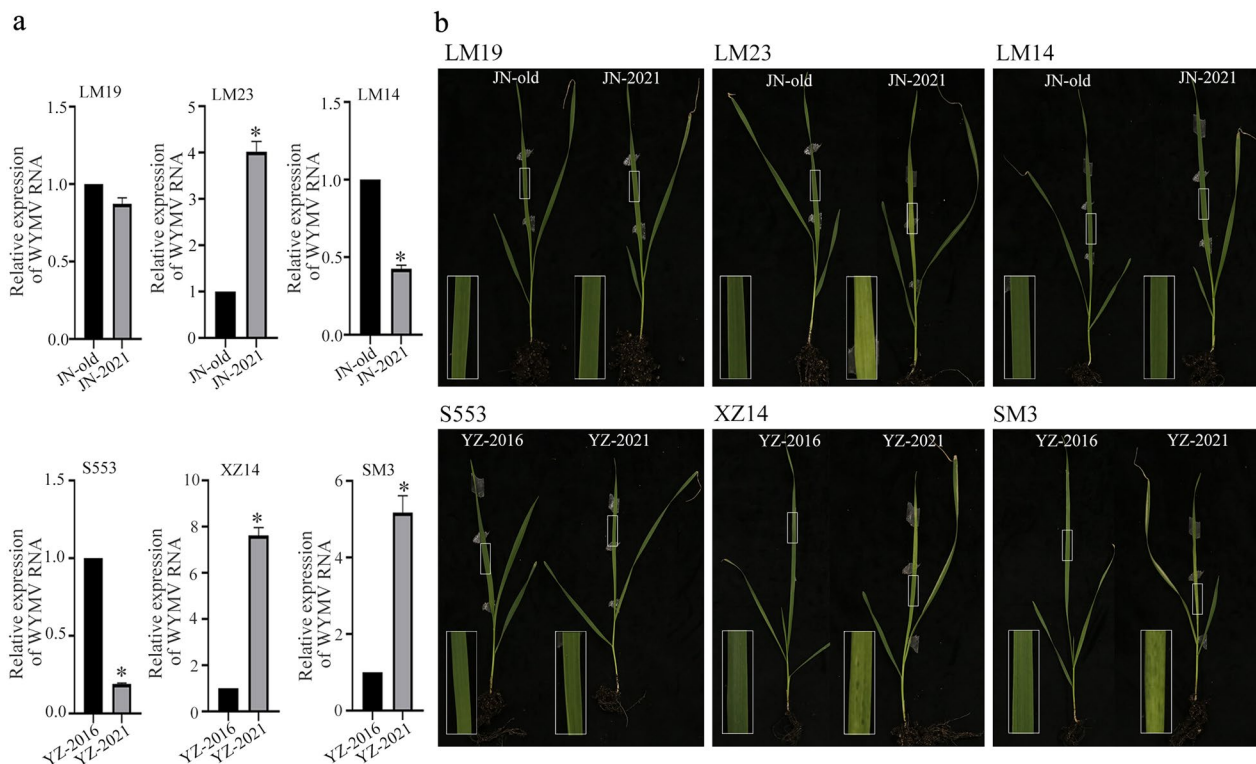 a
LM19
Relative expression
of WYMV RNA
1.5
1.0
0.5
0.0
JN-old
JN-2021
LM23
Relative expression
of WYMV RNA
5
4
3
2
1
0
*
JN-old
JN-2021
LM14
Relative expression
of WYMV RNA
1.5
1.0
0.5
0.0
*
JN-old
JN-2021
S553
Relative expression
of WYMV RNA
1.5
1.0
0.5
0.0
*
YZ-2016
YZ-2021
XZ14
Relative expression
of WYMV RNA
10
8
6
4
2
0
*
YZ-2016
YZ-2021
SM3
Relative expression
of WYMV RNA
6
4
2
0
*
YZ-2016
YZ-2021
b
LM19
JN-old JN-2021
LM23
JN-old JN-2021
LM14
JN-old JN-2021
S553
YZ-2016 YZ-2021
XZ14
YZ-2016 YZ-2021
SM3
YZ-2016 YZ-2021